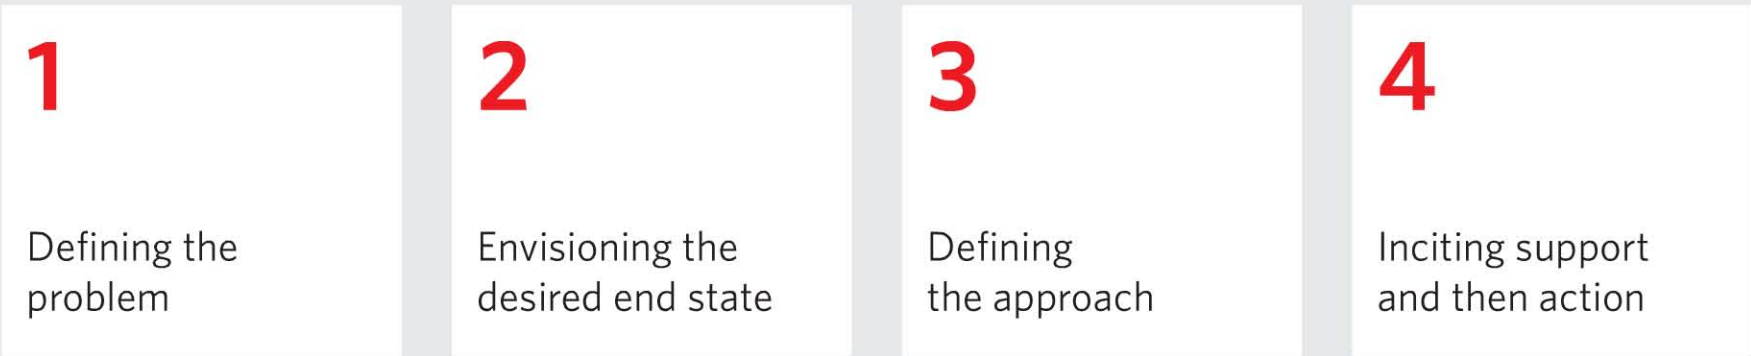 1
Defining the
problem
2
Envisioning the
desired end state
3
Defining
the approach
4
Inciting support
and then action